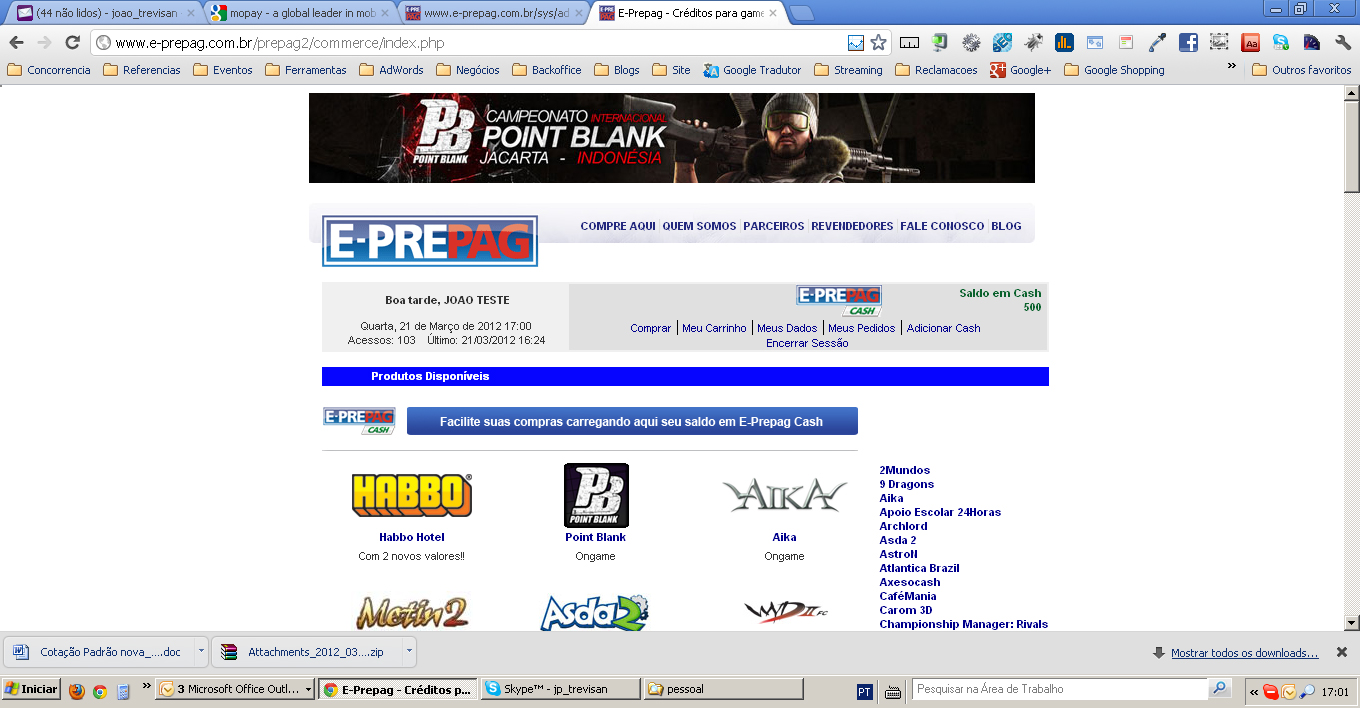 (44 não lidos) - joao_trevisan
mopay - a global leader in mob
www.e-prepag.com.br/sys/ad
E-Prepag - Créditos para game
www.e-prepag.com.br/prepag2/commerce/index.php
Concorrencia
Referencias
Eventos
Ferramentas
AdWords
Negócios
Backoffice
Blogs
Site
Google Tradutor
Streaming
Reclamacoes
Google+
Google Shopping
»
Outros favoritos
PB POINT BLANK
CAMPEONATO INTERNACIONAL
POINT BLANK
JACARTA - INDONÉSIA
E-PREPAG
COMPRE AQUI
QUEM SOMOS
PARCEIROS
REVENDEDORES
FALE CONOSCO
BLOG
Boa tarde, JOAO TESTE
Quarta, 21 de Março de 2012 17:00
Acessos: 103 Último: 21/03/2012 16:24
E-PREPAG CASH
Saldo em Cash
500
Comprar | Meu Carrinho | Meus Dados | Meus Pedidos | Adicionar Cash
Encerrar Sessão
Produtos Disponíveis
E-PREPAG CASH
Facilite suas compras carregando aqui seu saldo em E-Prepag Cash
HABBO
Habbo Hotel
Com 2 novos valores!!
PB POINT BLANK
Point Blank
Ongame
AIKA
Aika
Ongame
Metin2
Asda2
WYD II FC
2Mundos
9 Dragons
Aika
Apoio Escolar 24Horas
Archlord
Asda 2
AstroN
Atlantica Brazil
Axesocash
CaféMania
Carom 3D
Championship Manager: Rivals
Cotação Padrão nova_....doc
Attachments_2012_03....zip
Mostrar todos os downloads...
Iniciar
»
3 Microsoft Office Outl...
E-Prepag - Créditos p...
Skype™ - jp_trevisan
pessoal
PT
Pesquisar na Área de Trabalho
«
17:01